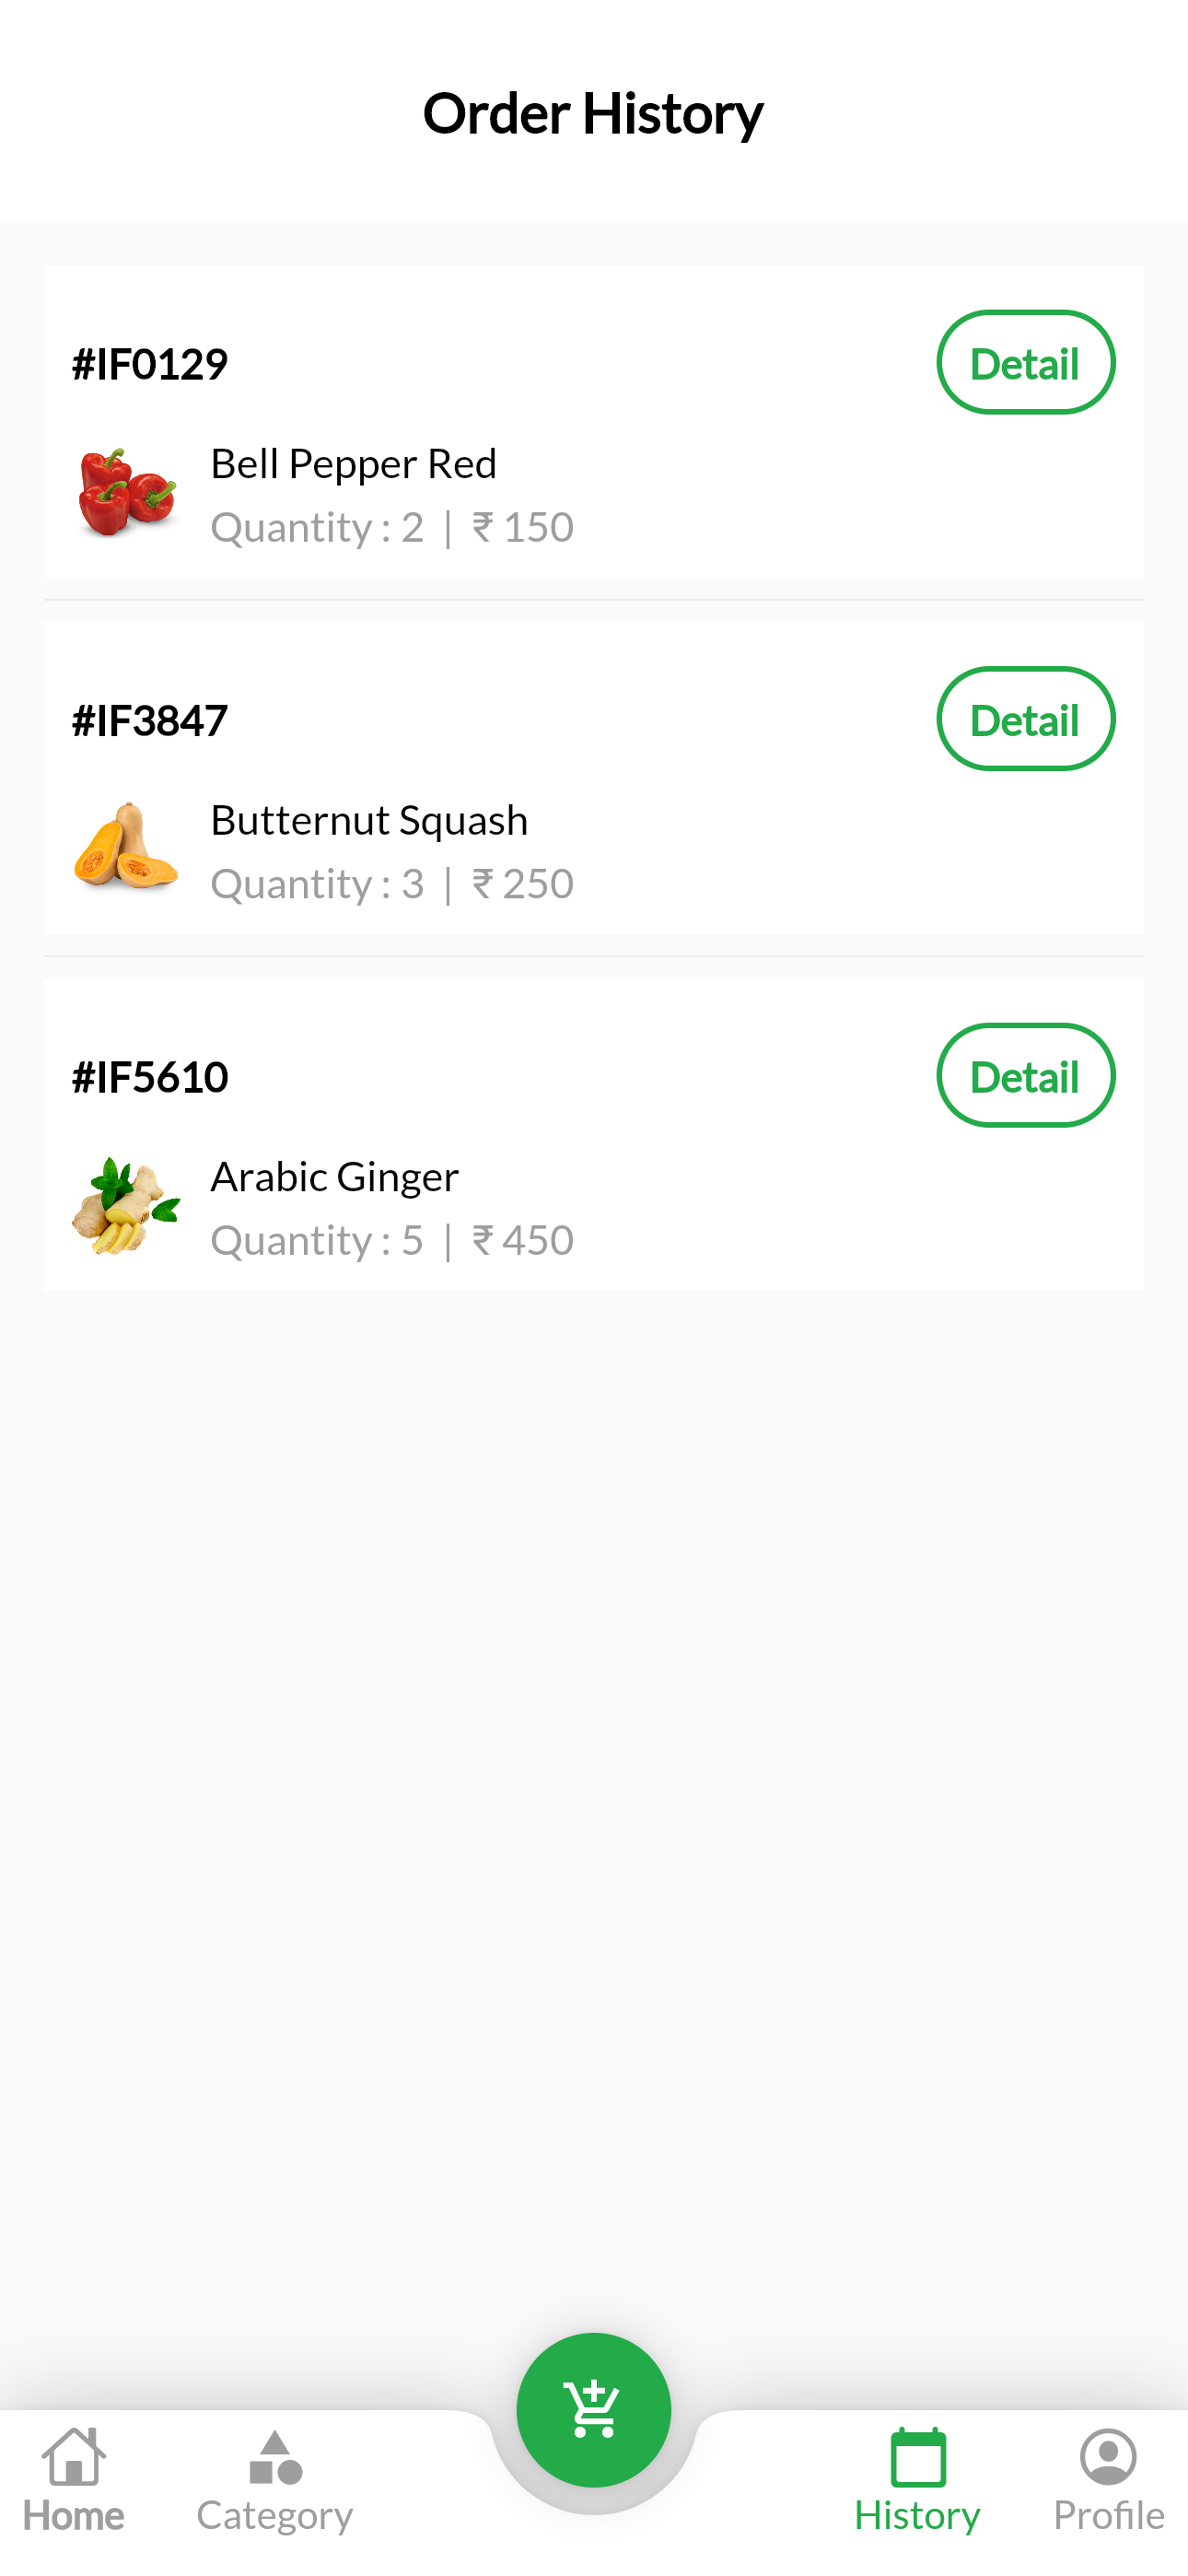 Order History
#IF0129
Detail
Bell Pepper Red
Quantity : 2 | ₹ 150
#IF3847
Detail
Butternut Squash
Quantity : 3 | ₹ 250
#IF5610
Detail
Arabic Ginger
Quantity : 5 | ₹ 450
Home
Category
History
Profile